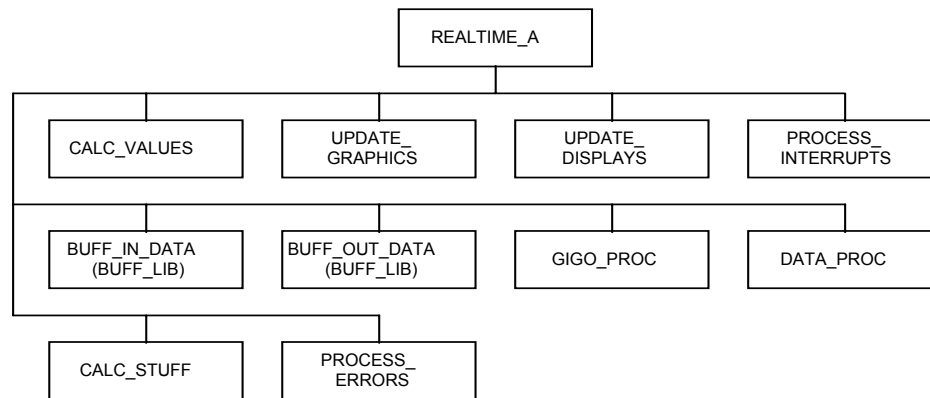 REALTIME_A
CALC_VALUES
UPDATE_
GRAPHICS
UPDATE_
DISPLAYS
PROCESS_
INTERRUPTS
BUFF_IN_DATA
(BUFF_LIB)
BUFF_OUT_DATA
(BUFF_LIB)
GIGO_PROC
DATA_PROC
CALC_STUFF
PROCESS_
ERRORS